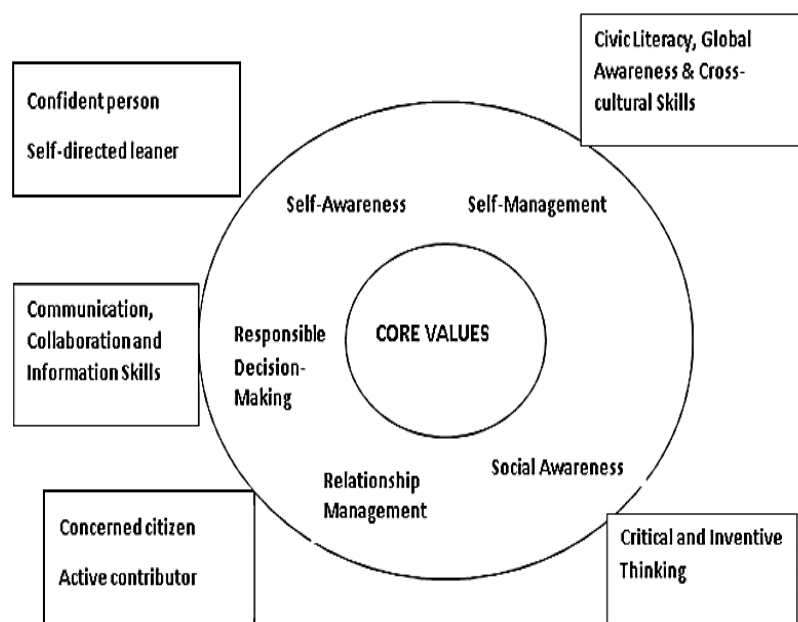 Civic Literacy, Global
Awareness & Cross-
cultural Skills
Confident person
Self-directed leaner
Self-Awareness
Self-Management
Communication,
Collaboration and
Information Skills
Responsible
Decision-
Making
CORE VALUES
Social Awareness
Relationship
Management
Concerned citizen
Active contributor
Critical and Inventive
Thinking